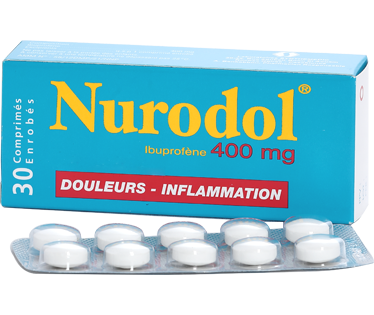 30 Comprimés
Enrobés
Nurodol®
Ibuprofène 400 mg
DOULEURS - INFLAMMATION